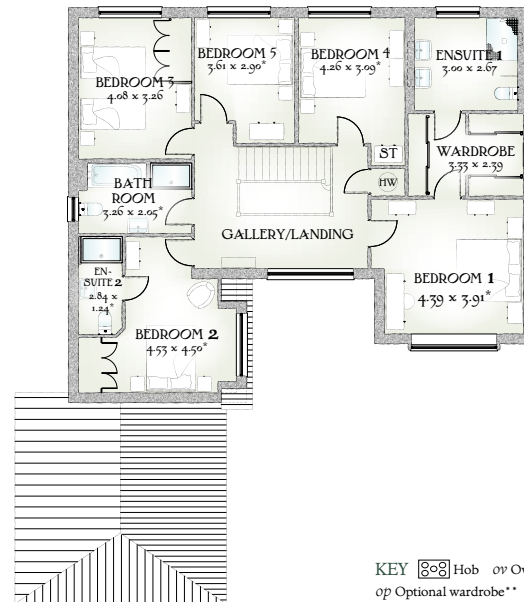 BEDROOM 3
4.08 x 3.26
BEDROOM 5
3.61 x 2.90*
BEDROOM 4
4.26 x 3.09*
ENSUITE 1
3.00 x 2.67
ST
HW
WARDROBE
3.33 x 2.39
BATH
ROOM
3.26 x 2.05*
GALLERY/LANDING
EN-
SUITE 2
2.84 x
1.24*
BEDROOM 2
4.53 x 4.50*
BEDROOM 1
4.39 x 3.91*
KEY Hob ov Ov
op Optional wardrobe**